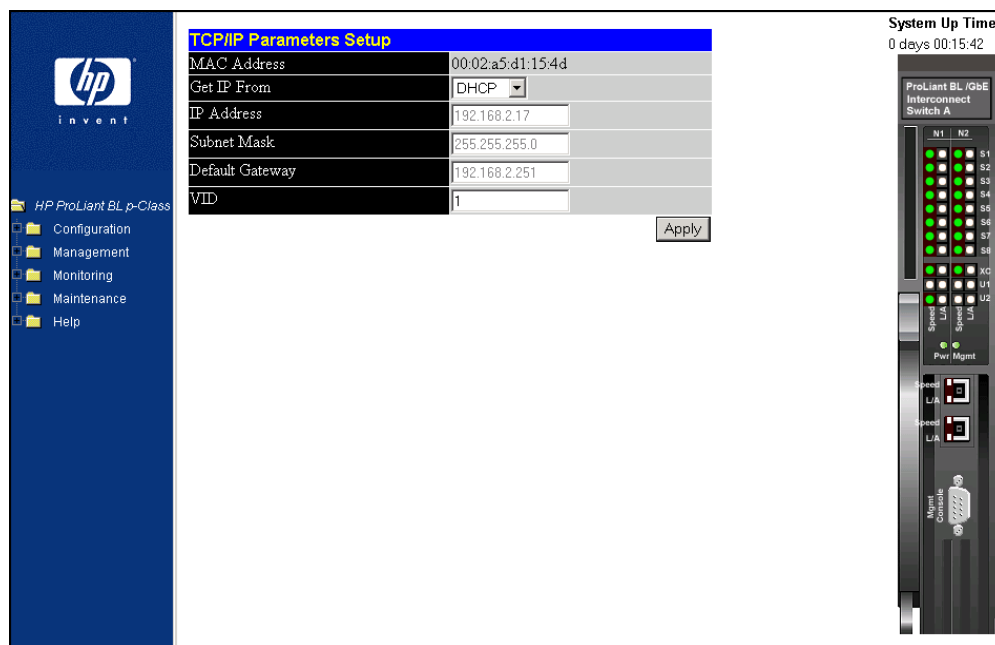 hp
i n v e n t
HP ProLiant BL p-Class
Configuration
Management
Monitoring
Maintenance
Help
TCP/IP Parameters Setup
MAC Address 00:02:a5:d1:15:4d
Get IP From DHCP
IP Address 192.168.2.17
Subnet Mask 255.255.255.0
Default Gateway 192.168.2.251
VID 1
Apply
System Up Time
0 days 00:15:42
ProLiant BL /GbE
Interconnect
Switch A
N1 N2
S1
S2
S3
S4
S5
S6
S7
S8
XC
U1
U2
Speed L/A Speed L/A
Pwr Mgmt
Speed
L/A
Speed
L/A
Mgmt
Console